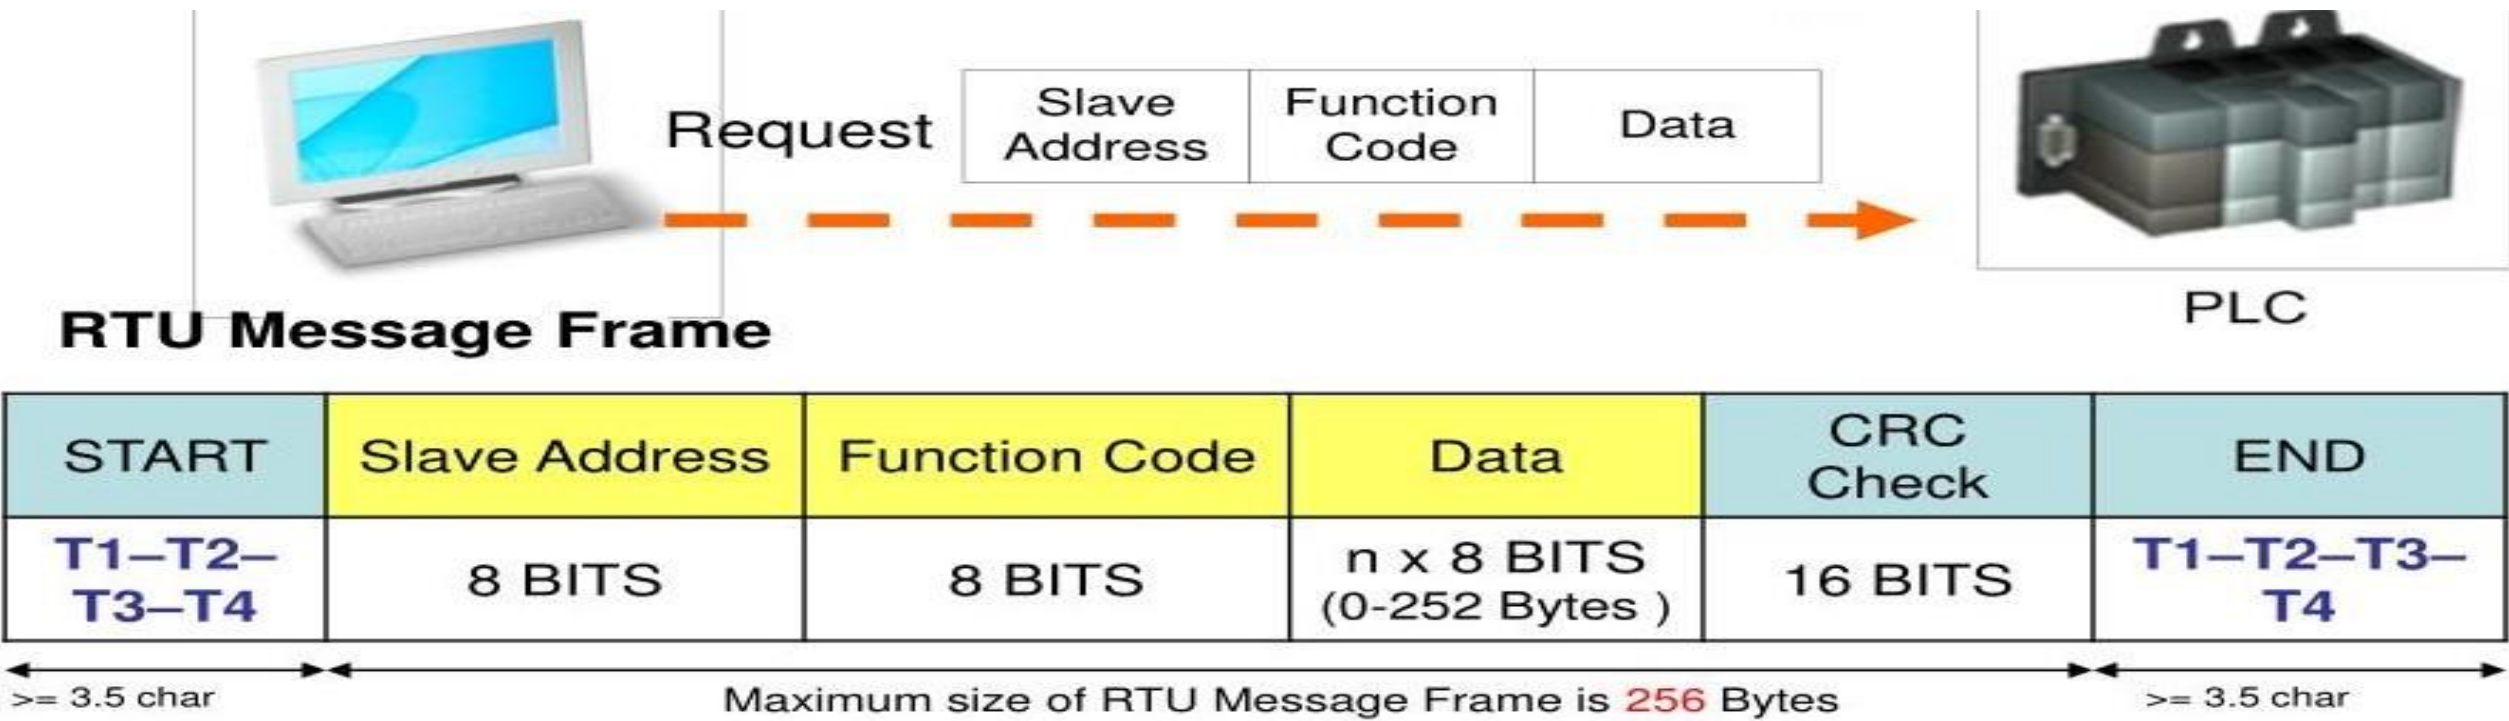 Request
Slave
Address
Function
Code
Data
PLC
RTU Message Frame
START
Slave Address
Function Code
Data
CRC
Check
END
T1–T2–
T3–T4
8 BITS
8 BITS
n x 8 BITS
(0-252 Bytes )
16 BITS
T1–T2–T3–
T4
>= 3.5 char
Maximum size of RTU Message Frame is 256 Bytes
>= 3.5 char